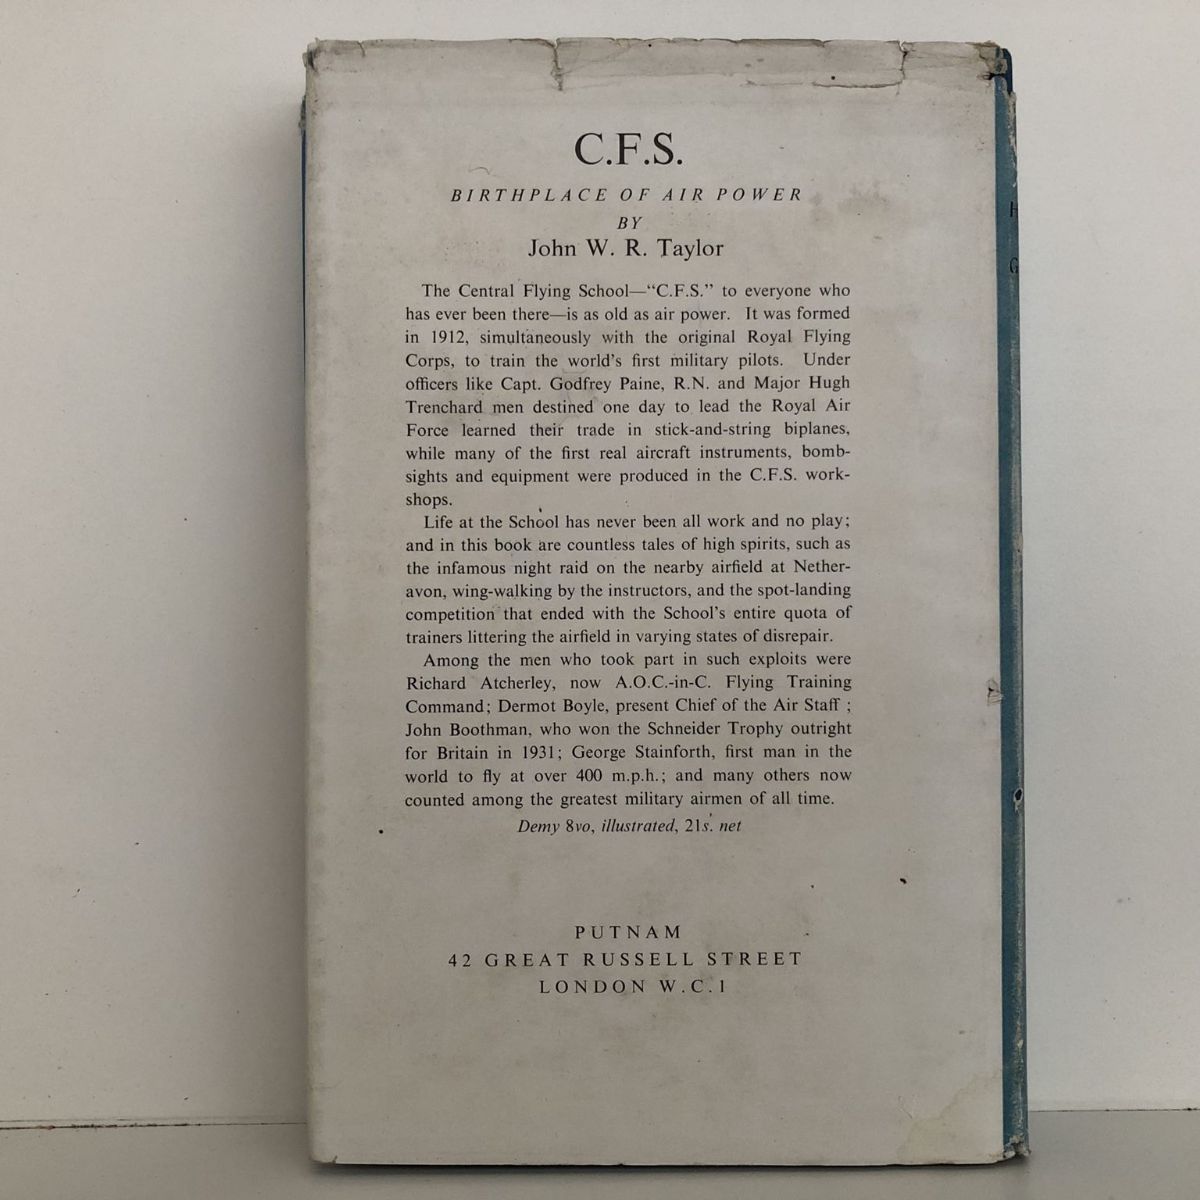 C.F.S.
BIRTHPLACE OF AIR POWER
BY
John W. R. Taylor
The Central Flying School—“C.F.S.” to everyone who
has ever been there—is as old as air power. It was formed
in 1912, simultaneously with the original Royal Flying
Corps, to train the world's first military pilots. Under
officers like Capt. Godfrey Paine, R.N. and Major Hugh
Trenchard men destined one day to lead the Royal Air
Force learned their trade in stick-and-string biplanes,
while many of the first real aircraft instruments, bomb-
sights and equipment were produced in the C.F.S. work-
shops.
Life at the School has never been all work and no play;
and in this book are countless tales of high spirits, such as
the infamous night raid on the nearby airfield at Nether-
avon, wing-walking by the instructors, and the spot-landing
competition that ended with the School's entire quota of
trainers littering the airfield in varying states of disrepair.
Among the men who took part in such exploits were
Richard Atcherley, now A.O.C.-in-C. Flying Training
Command; Dermot Boyle, present Chief of the Air Staff ;
John Boothman, who won the Schneider Trophy outright
for Britain in 1931; George Stainforth, first man in the
world to fly at over 400 m.p.h.; and many others now
counted among the greatest military airmen of all time.
Demy 8vo, illustrated, 21s. net
PUTNAM
42 GREAT RUSSELL STREET
LONDON W.C.1
H
G